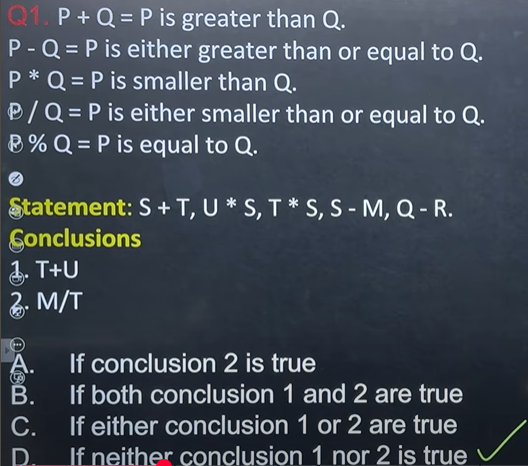 Q1. P + Q = P is greater than Q.
P - Q = P is either greater than or equal to Q.
P * Q = P is smaller than Q.
P / Q = P is either smaller than or equal to Q.
P % Q = P is equal to Q.
Statement: S + T, U * S, T * S, S - M, Q - R.
Conclusions
1. T+U
2. M/T
A. If conclusion 2 is true
B. If both conclusion 1 and 2 are true
C. If either conclusion 1 or 2 are true
D. If neither conclusion 1 nor 2 is true